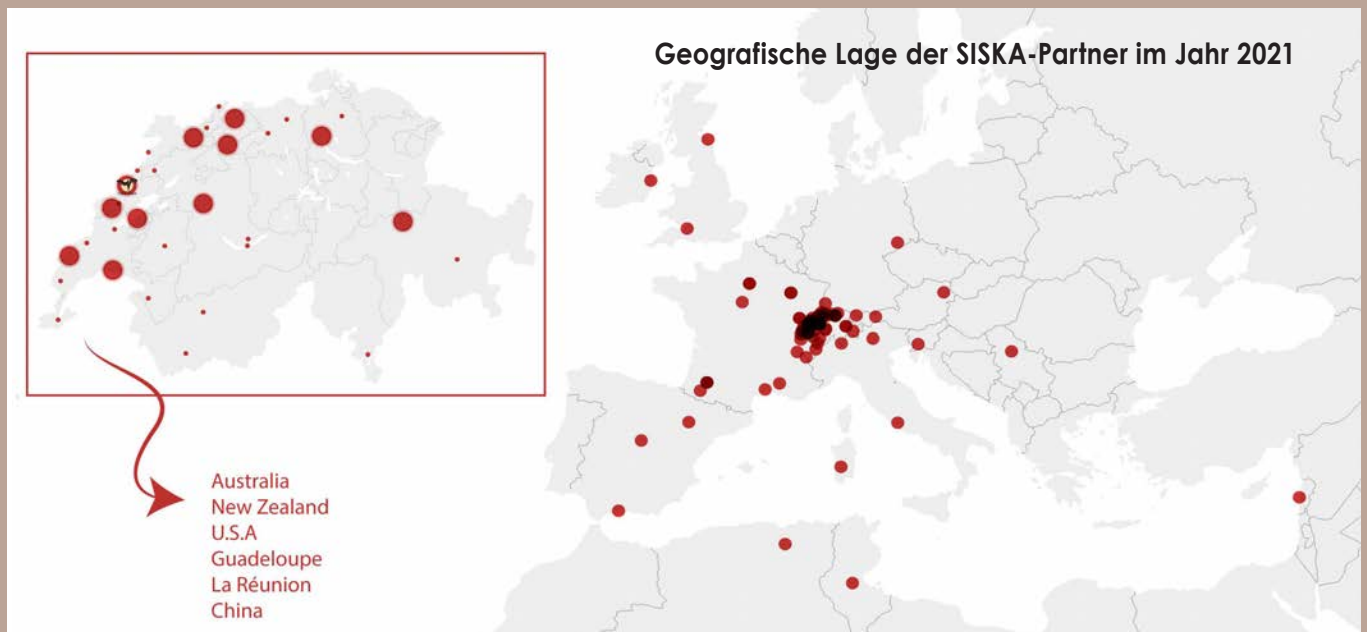 Geografische Lage der SISKA-Partner im Jahr 2021
Australia
New Zealand
U.S.A
Guadeloupe
La Réunion
China